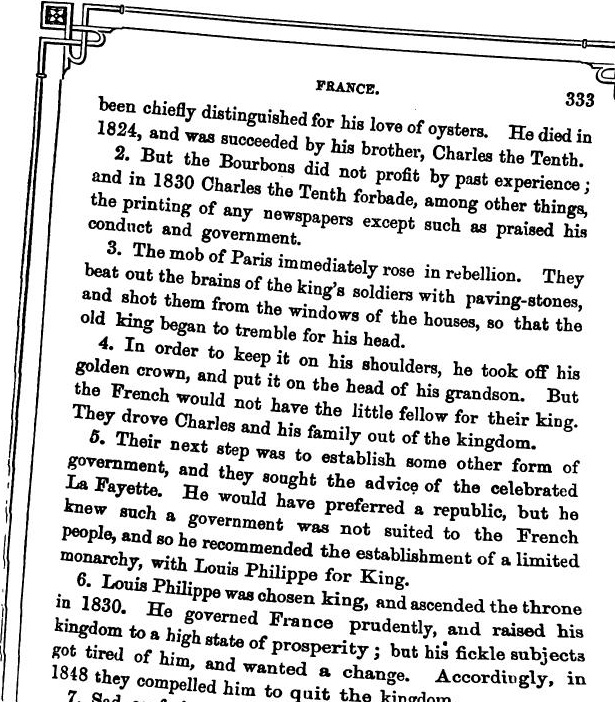 FRANCE.
333
been chiefly distinguished for his love of oysters. He died in
1824, and was succeeded by his brother, Charles the Tenth.
2. But the Bourbons did not profit by past experience;
and in 1830 Charles the Tenth forbade, among other things,
the printing of any newspapers except such as praised his
conduct and government.
3. The mob of Paris immediately rose in rebellion. They
beat out the brains of the king's soldiers with paving-stones,
and shot them from the windows of the houses, so that the
old king began to tremble for his head.
4. In order to keep it on his shoulders, he took off his
golden crown, and put it on the head of his grandson. But
the French would not have the little fellow for their king.
They drove Charles and his family out of the kingdom.
5. Their next step was to establish some other form of
government, and they sought the advice of the celebrated
La Fayette. He would have preferred a republic, but he
knew such a government was not suited to the French
people, and so he recommended the establishment of a limited
monarchy, with Louis Philippe for King.
6. Louis Philippe was chosen king, and ascended the throne
in 1830. He governed France prudently, and raised his
kingdom to a high state of prosperity; but his fickle subjects
got tired of him, and wanted a change. Accordingly, in
1848 they compelled him to quit the kingdom
7.